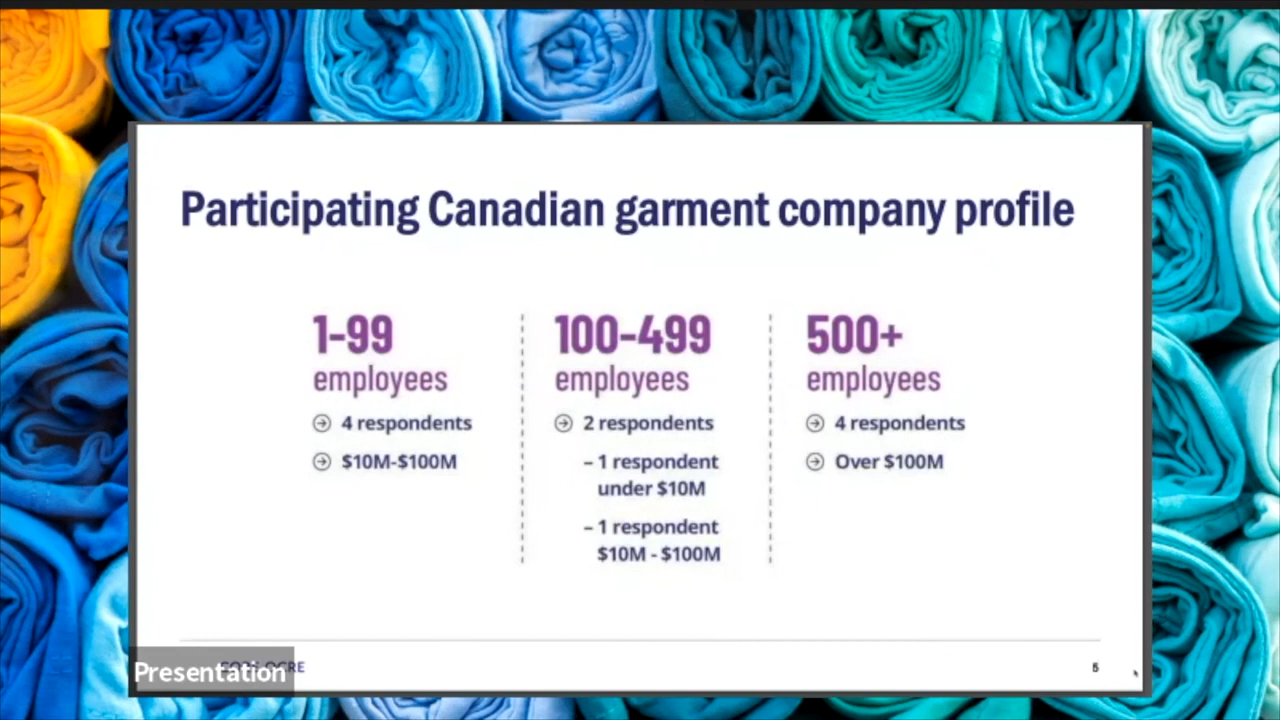 Participating Canadian garment company profile
1-99
employees
4 respondents
$10M-$100M
100-499
employees
2 respondents
– 1 respondent
under $10M
– 1 respondent
$10M - $100M
500+
employees
4 respondents
Over $100M
Presentation
5